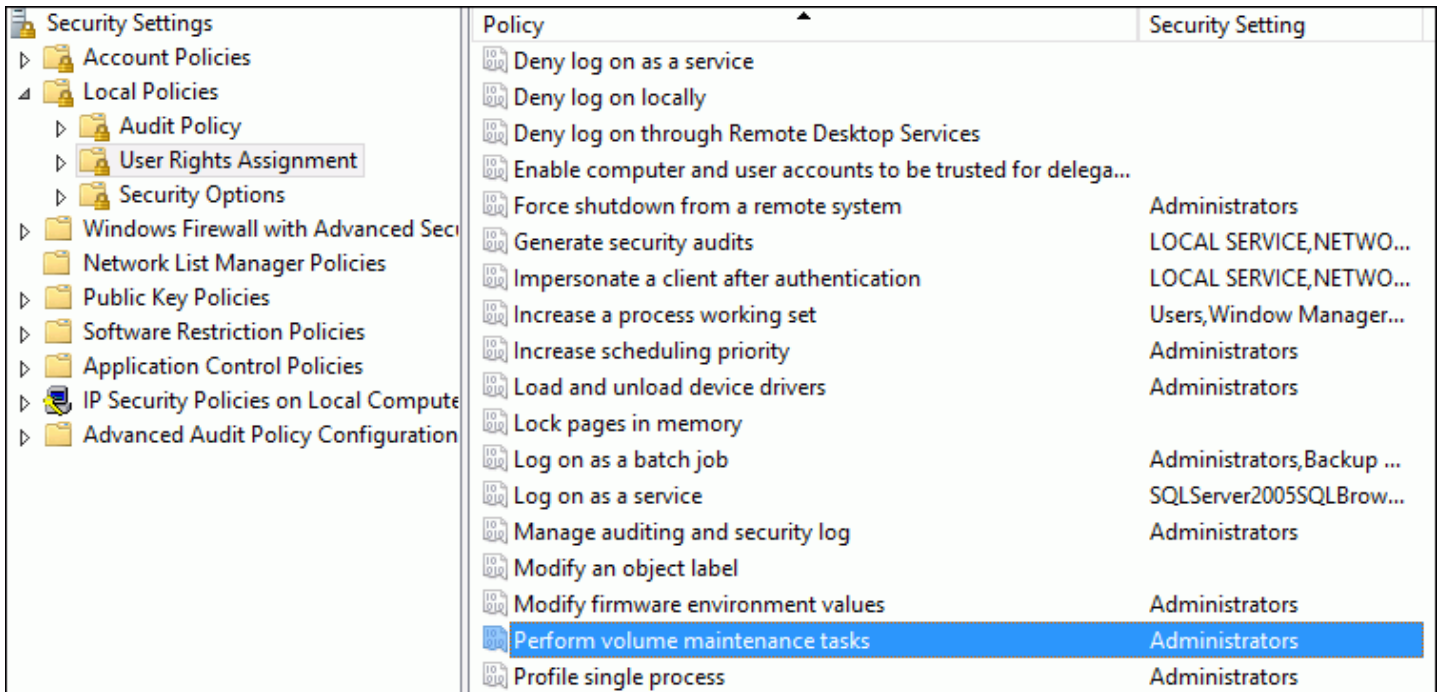 Security Settings
Account Policies
Local Policies
Audit Policy
User Rights Assignment
Security Options
Windows Firewall with Advanced Secu
Network List Manager Policies
Public Key Policies
Software Restriction Policies
Application Control Policies
IP Security Policies on Local Compute
Advanced Audit Policy Configuration
Policy Security Setting
Deny log on as a service
Deny log on locally
Deny log on through Remote Desktop Services
Enable computer and user accounts to be trusted for delega...
Force shutdown from a remote system Administrators
Generate security audits LOCAL SERVICE,NETWO...
Impersonate a client after authentication LOCAL SERVICE,NETWO...
Increase a process working set Users,Window Manager...
Increase scheduling priority Administrators
Load and unload device drivers Administrators
Lock pages in memory
Log on as a batch job Administrators,Backup ...
Log on as a service SQLServer2005SQLBrow...
Manage auditing and security log Administrators
Modify an object label
Modify firmware environment values Administrators
Perform volume maintenance tasks Administrators
Profile single process Administrators